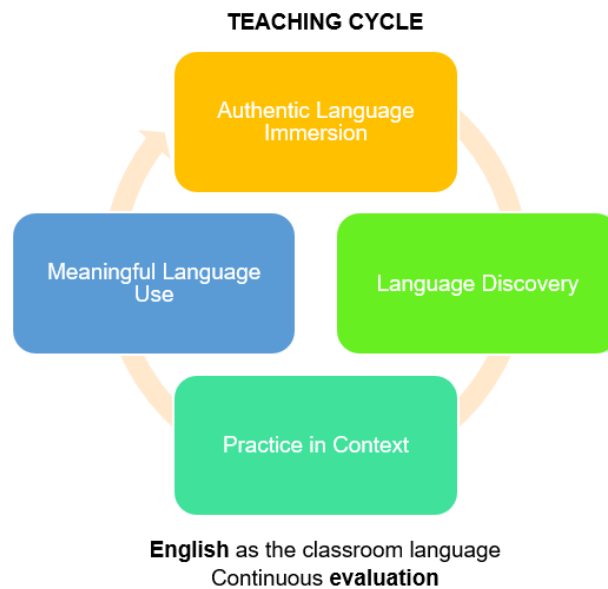 TEACHING CYCLE
Authentic Language
Immersion
Language Discovery
Practice in Context
Meaningful Language
Use
English as the classroom language
Continuous evaluation